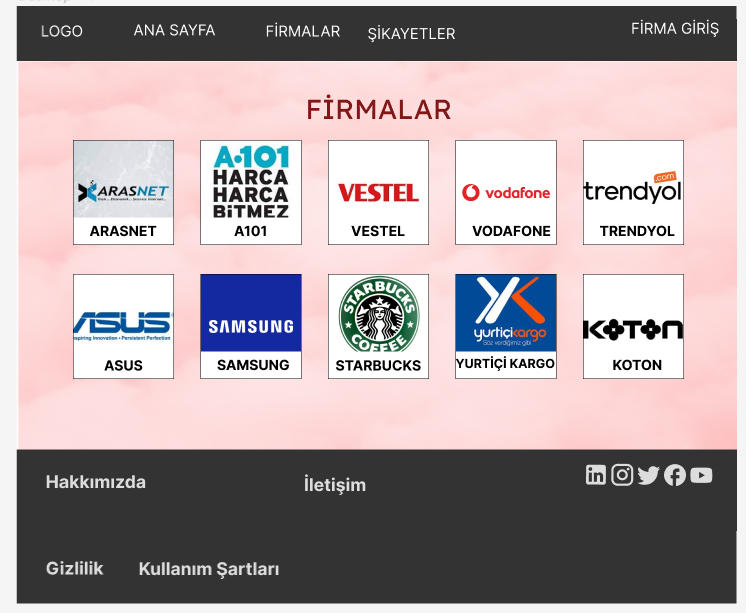 LOGO ANA SAYFA FİRMALAR ŞİKAYETLER FİRMA GİRİŞ
FİRMALAR
ARASNET
ARASNET
A·101
HARCA
HARCA
BİTMEZ
A101
VESTEL
VESTEL
vodafone
VODAFONE
.com
trendyol
TRENDYOL
ASUS
Inspiring Innovation • Persistent Perfection
ASUS
SAMSUNG
SAMSUNG
STARBUCKS
COFFEE
STARBUCKS
yurtiçikargo
Söz verdiğimiz gibi
YURTİÇİ KARGO
KOTON
KOTON
Hakkımızda İletişim
in
Gizlilik Kullanım Şartları